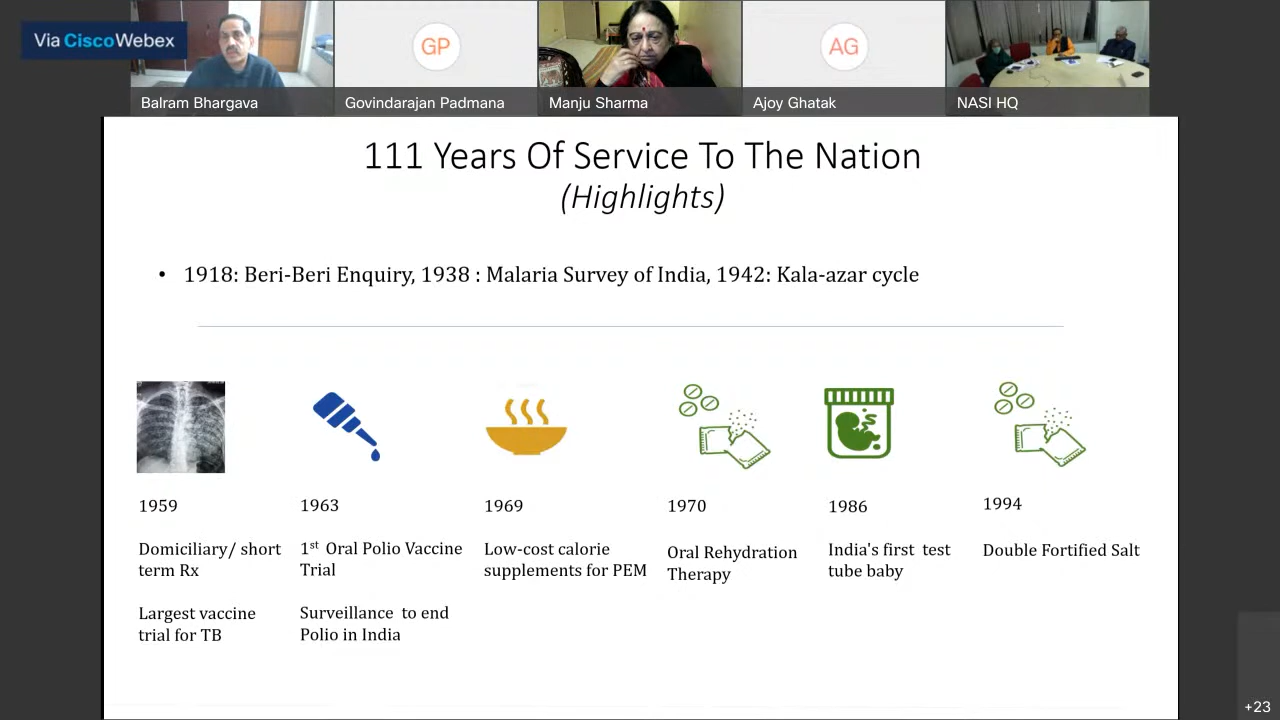 Via Cisco Webex
GP
AG
Balram Bhargava
Govindarajan Padmana
Manju Sharma
Ajoy Ghatak
NASI HQ
111 Years Of Service To The Nation
(Highlights)
• 1918: Beri-Beri Enquiry, 1938 : Malaria Survey of India, 1942: Kala-azar cycle
1959
Domiciliary/ short
term Rx
Largest vaccine
trial for TB
1963
1st Oral Polio Vaccine
Trial
Surveillance to end
Polio in India
1969
Low-cost calorie
supplements for PEM
1970
Oral Rehydration
Therapy
1986
India's first test
tube baby
1994
Double Fortified Salt
+23